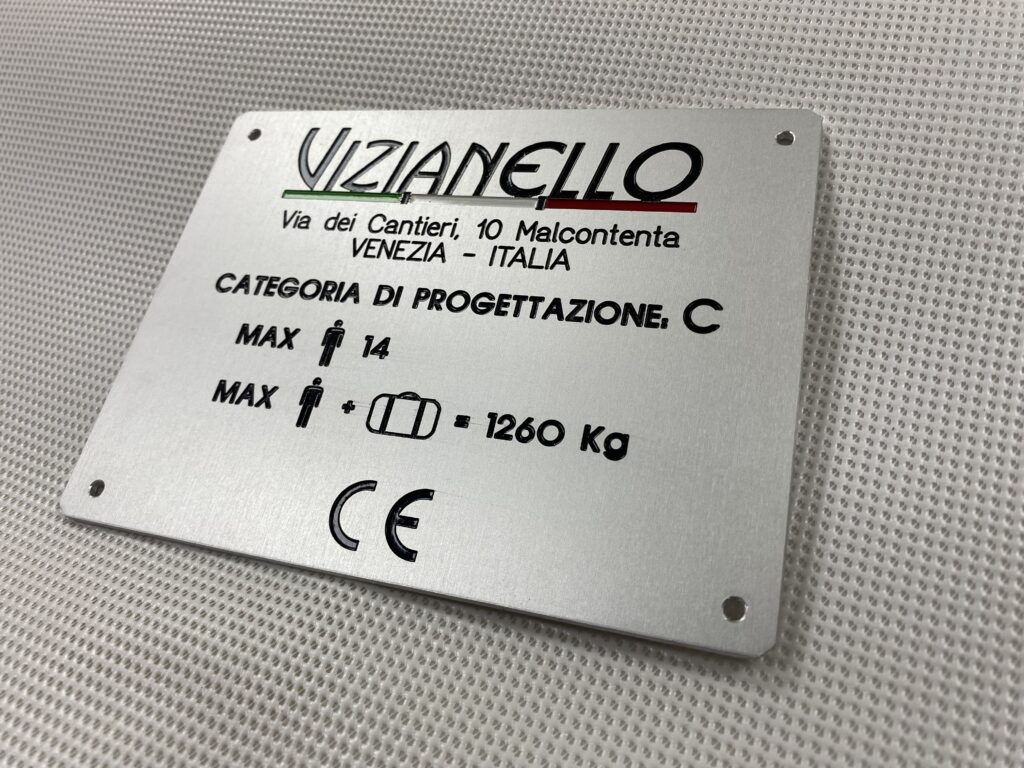 VIZIANELLO
Via dei Cantieri, 10 Malcontenta
VENEZIA - ITALIA
CATEGORIA DI PROGETTAZIONE: C
MAX 14
MAX + = 1260 Kg
CE